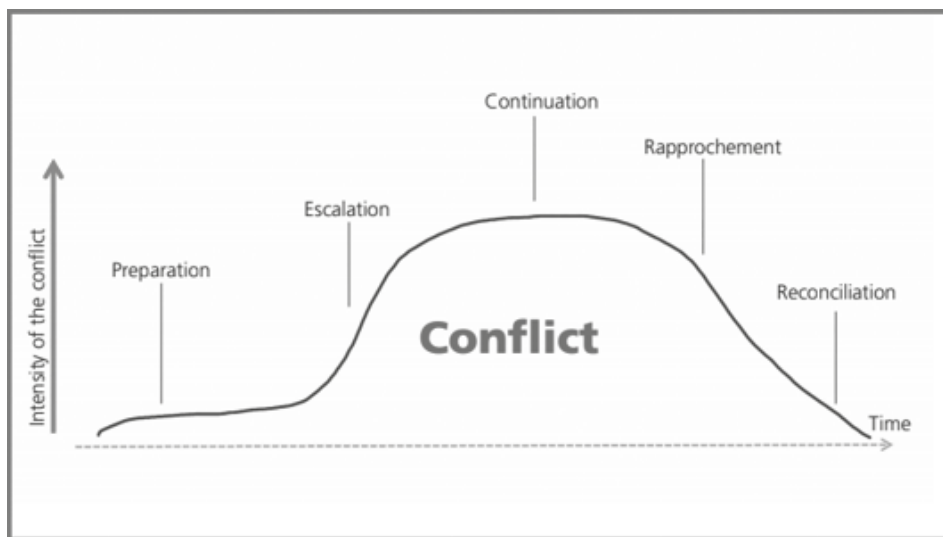 Continuation
Rapprochement
Escalation
Preparation
Reconciliation
Intensity of the conflict
Conflict
Time